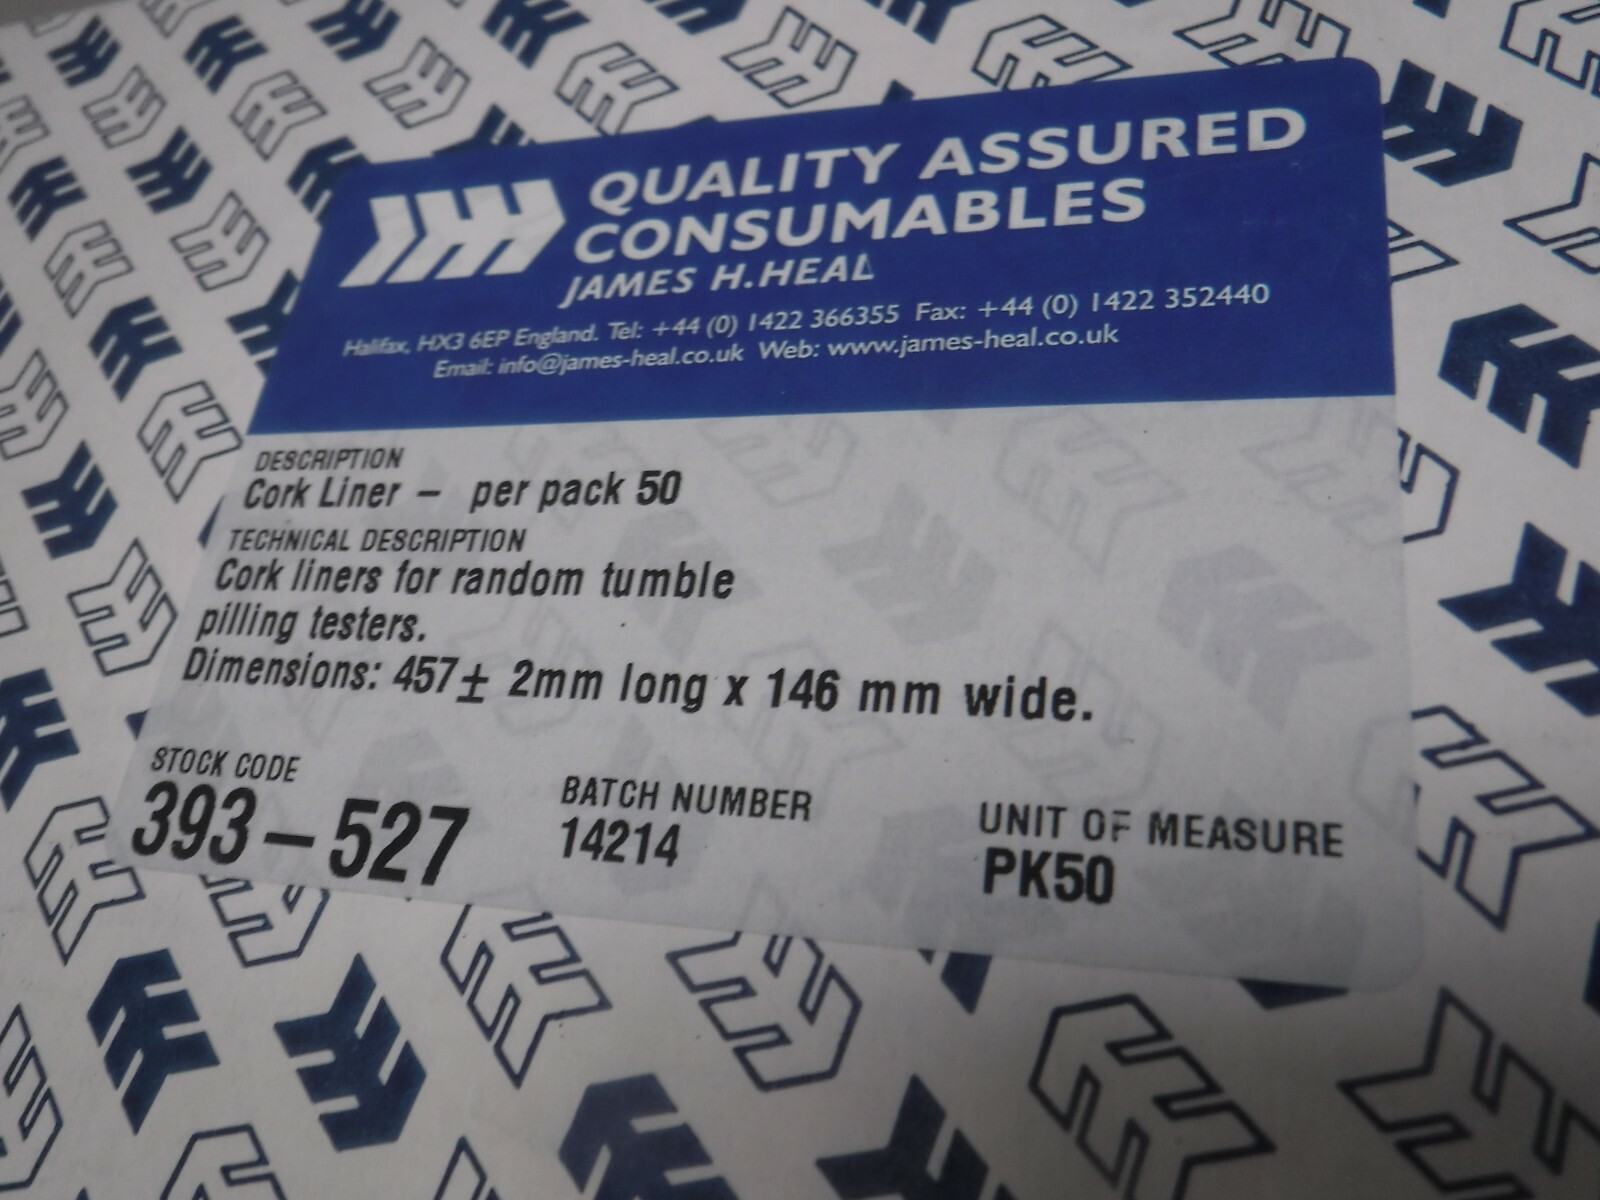 QUALITY ASSURED
CONSUMABLES
JAMES H.HEAL
Halifax, HX3 6EP England. Tel: +44 (0) 1422 366355 Fax: +44 (0) 1422 352440
Email: info@james-heal.co.uk Web: www.james-heal.co.uk
DESCRIPTION
Cork Liner – per pack 50
TECHNICAL DESCRIPTION
Cork liners for random tumble
pilling testers.
Dimensions: 457± 2mm long x 146 mm wide.
STOCK CODE
393–527
BATCH NUMBER
14214
UNIT OF MEASURE
PK50